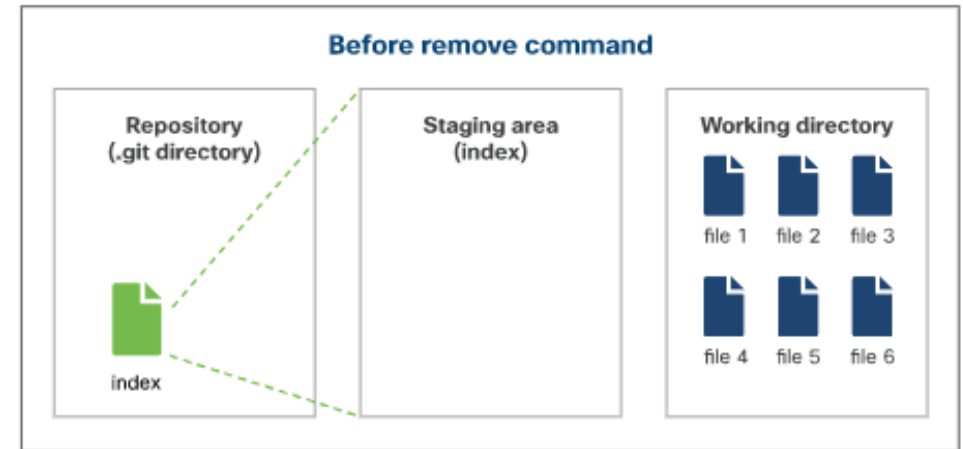 Before remove command
Repository
(.git directory)
index
Staging area
(index)
Working directory
file 1 file 2 file 3
file 4 file 5 file 6